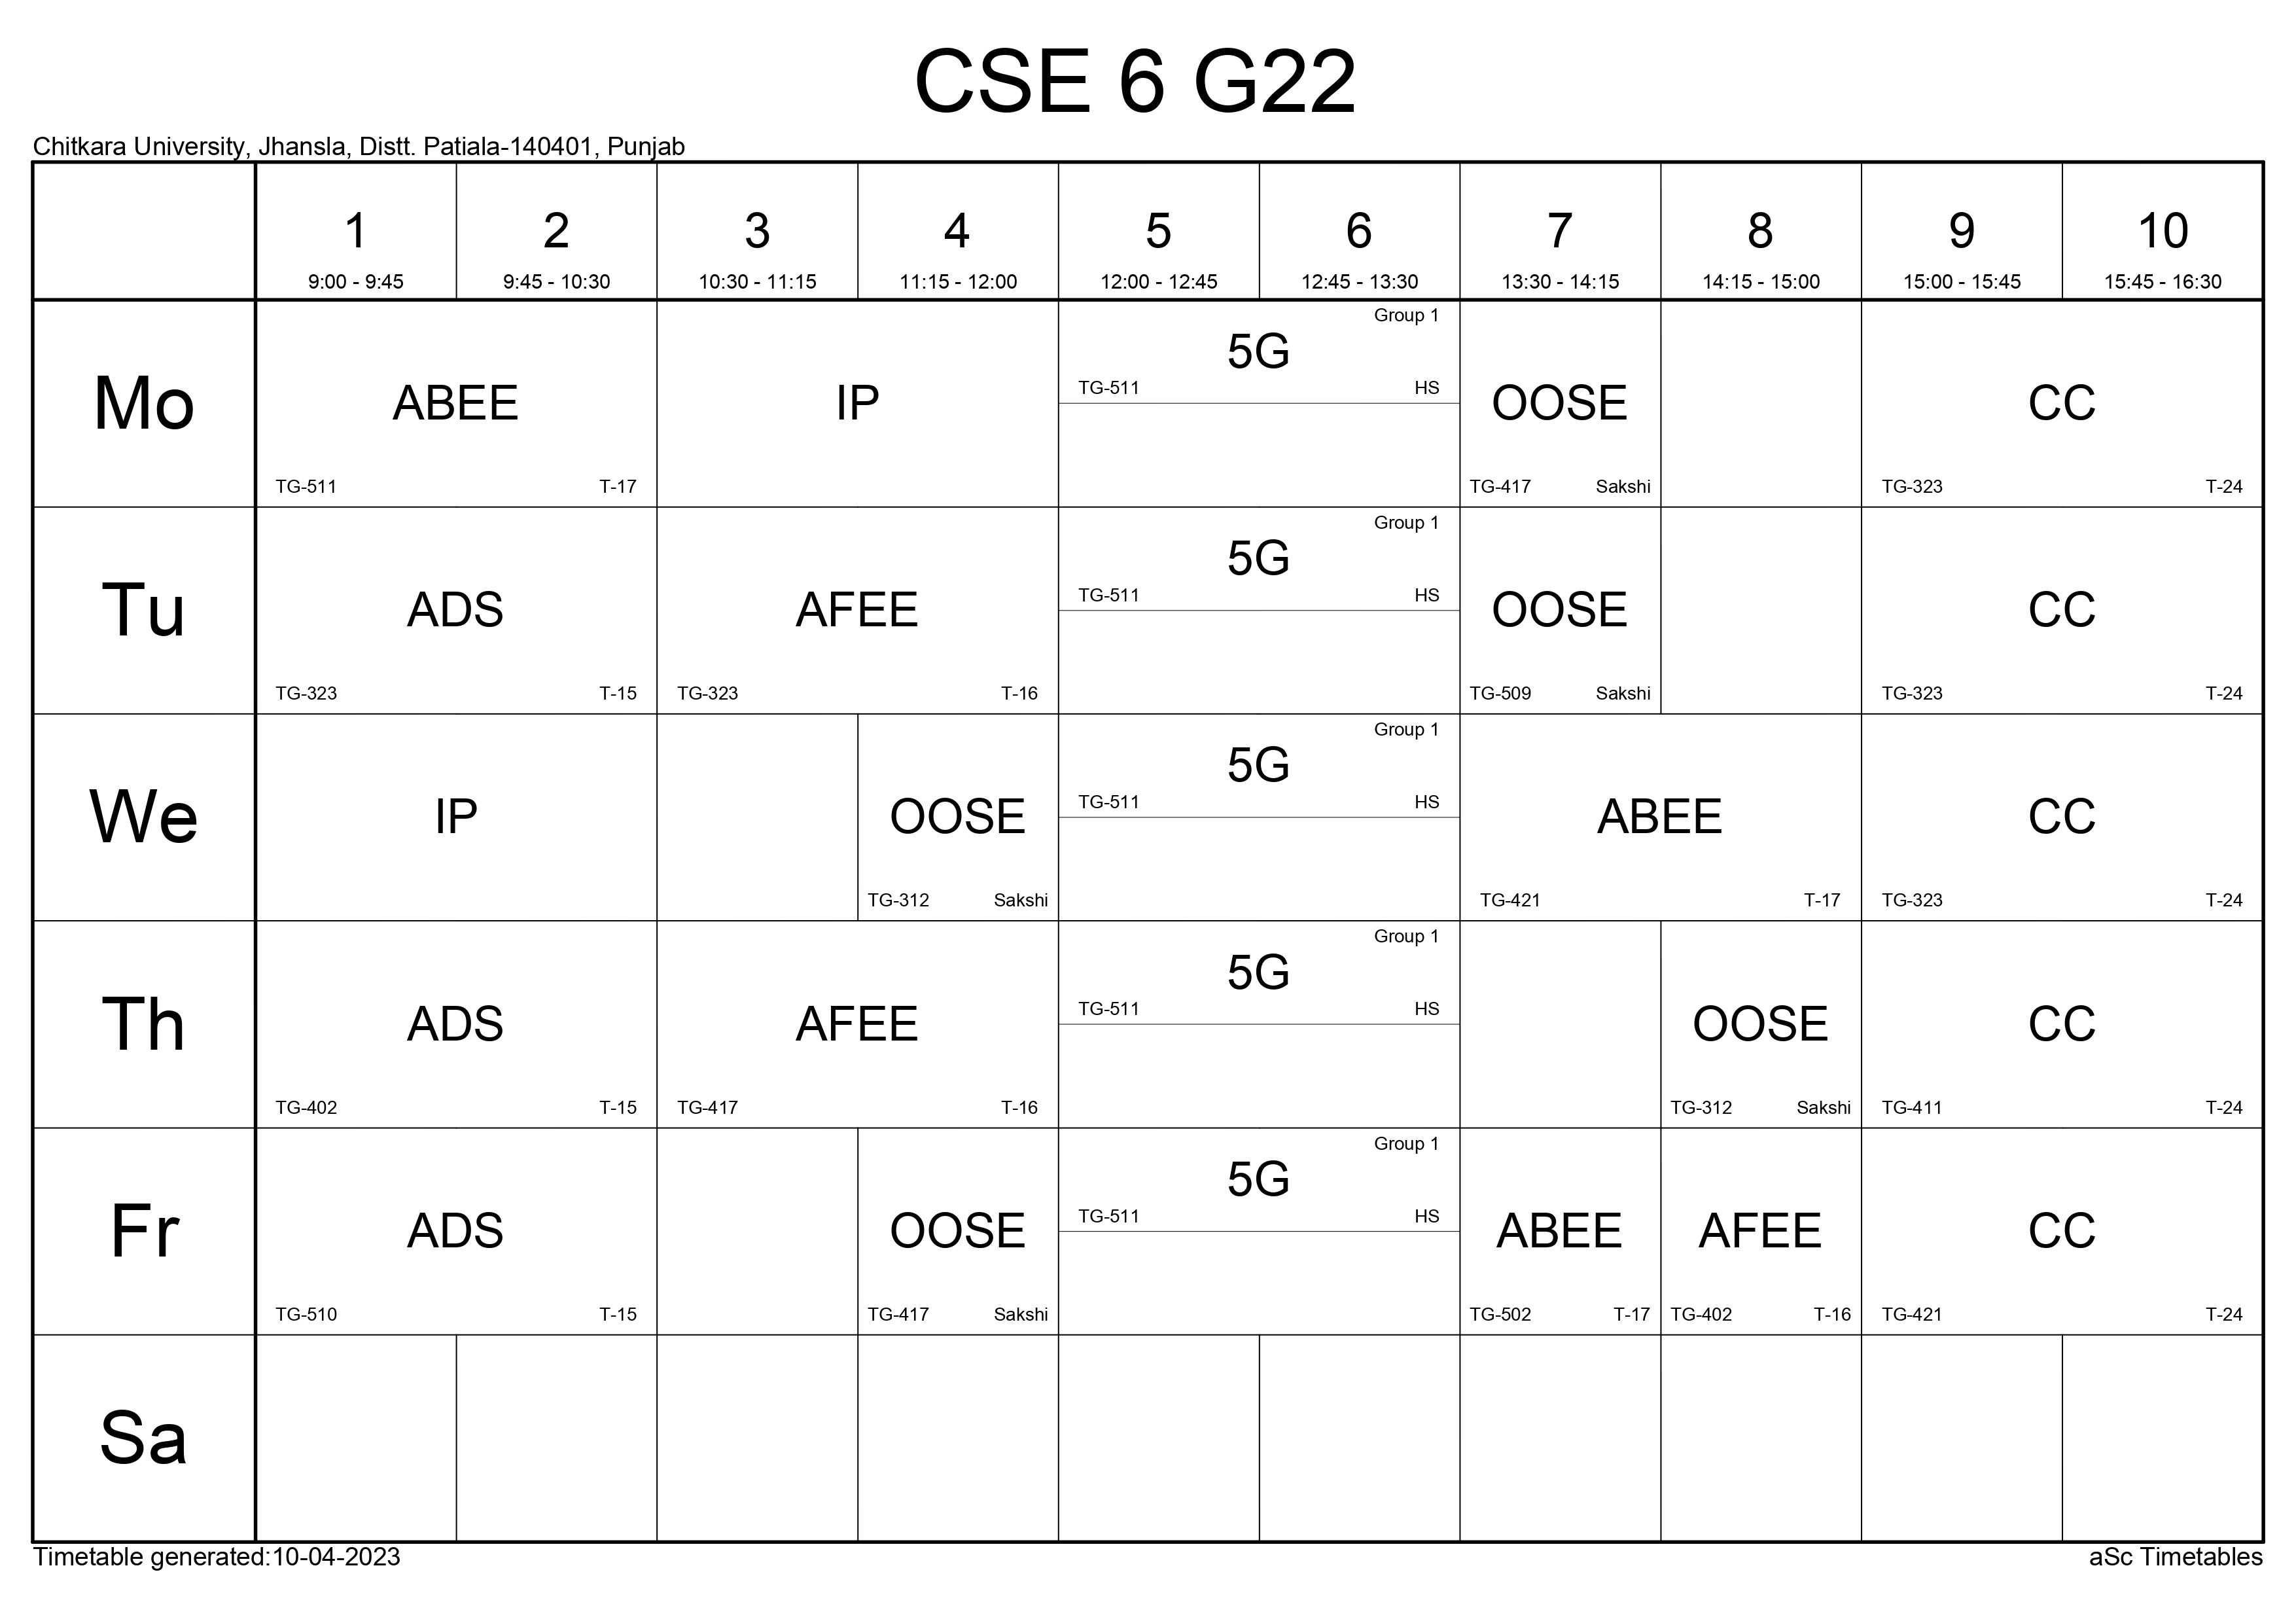 CSE 6 G22
Chitkara University, Jhansla, Distt. Patiala-140401, Punjab
1 2 3 4 5 6 7 8 9 10
9:00 - 9:45 9:45 - 10:30 10:30 - 11:15 11:15 - 12:00 12:00 - 12:45 12:45 - 13:30 13:30 - 14:15 14:15 - 15:00 15:00 - 15:45 15:45 - 16:30
Mo
ABEE
TG-511 T-17
IP
Group 1
5G
TG-511 HS
OOSE
TG-417 Sakshi
CC
TG-323 T-24
Tu
ADS
TG-323 T-15
AFEE
TG-323 T-16
Group 1
5G
TG-511 HS
OOSE
TG-509 Sakshi
CC
TG-323 T-24
We
IP
OOSE
TG-312 Sakshi
Group 1
5G
TG-511 HS
ABEE
TG-421 T-17
CC
TG-323 T-24
Th
ADS
TG-402 T-15
AFEE
TG-417 T-16
Group 1
5G
TG-511 HS
OOSE
TG-312 Sakshi
CC
TG-411 T-24
Fr
ADS
TG-510 T-15
OOSE
TG-417 Sakshi
Group 1
5G
TG-511 HS
ABEE
TG-502 T-17
AFEE
TG-402 T-16
CC
TG-421 T-24
Sa
Timetable generated:10-04-2023 aSc Timetables